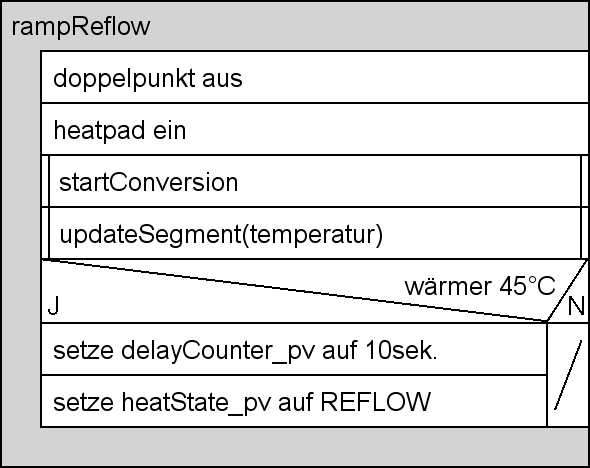 rampReflow
doppelpunkt aus
heatpad ein
startConversion
updateSegment(temperatur)
wärmer 45°C
J
N
setze delayCounter_pv auf 10sek.
setze heatState_pv auf REFLOW